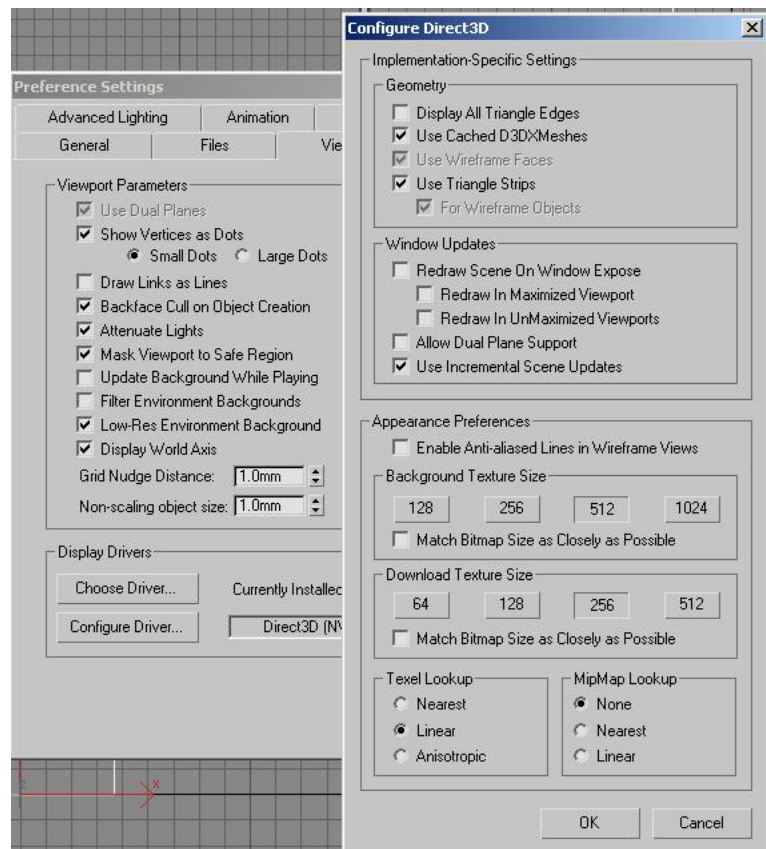 Configure Direct3D
Implementation-Specific Settings
Geometry
Display All Triangle Edges
Use Cached D3DXMeshes
Use Wireframe Faces
Use Triangle Strips
For Wireframe Objects
Window Updates
Redraw Scene On Window Expose
Redraw In Maximized Viewport
Redraw In UnMaximized Viewports
Allow Dual Plane Support
Use Incremental Scene Updates
Appearance Preferences
Enable Anti-aliased Lines in Wireframe Views
Background Texture Size
128 256 512 1024
Match Bitmap Size as Closely as Possible
Download Texture Size
64 128 256 512
Match Bitmap Size as Closely as Possible
Texel Lookup
Nearest
Linear
Anisotropic
MipMap Lookup
None
Nearest
Linear
OK Cancel
Preference Settings
Advanced Lighting Animation
General Files Vie
Viewport Parameters
Use Dual Planes
Show Vertices as Dots
Small Dots Large Dots
Draw Links as Lines
Backface Cull on Object Creation
Attenuate Lights
Mask Viewport to Safe Region
Update Background While Playing
Filter Environment Backgrounds
Low-Res Environment Background
Display World Axis
Grid Nudge Distance: 1.0mm
Non-scaling object size: 1.0mm
Display Drivers
Choose Driver... Currently Installed
Configure Driver... Direct3D (NV
z
x